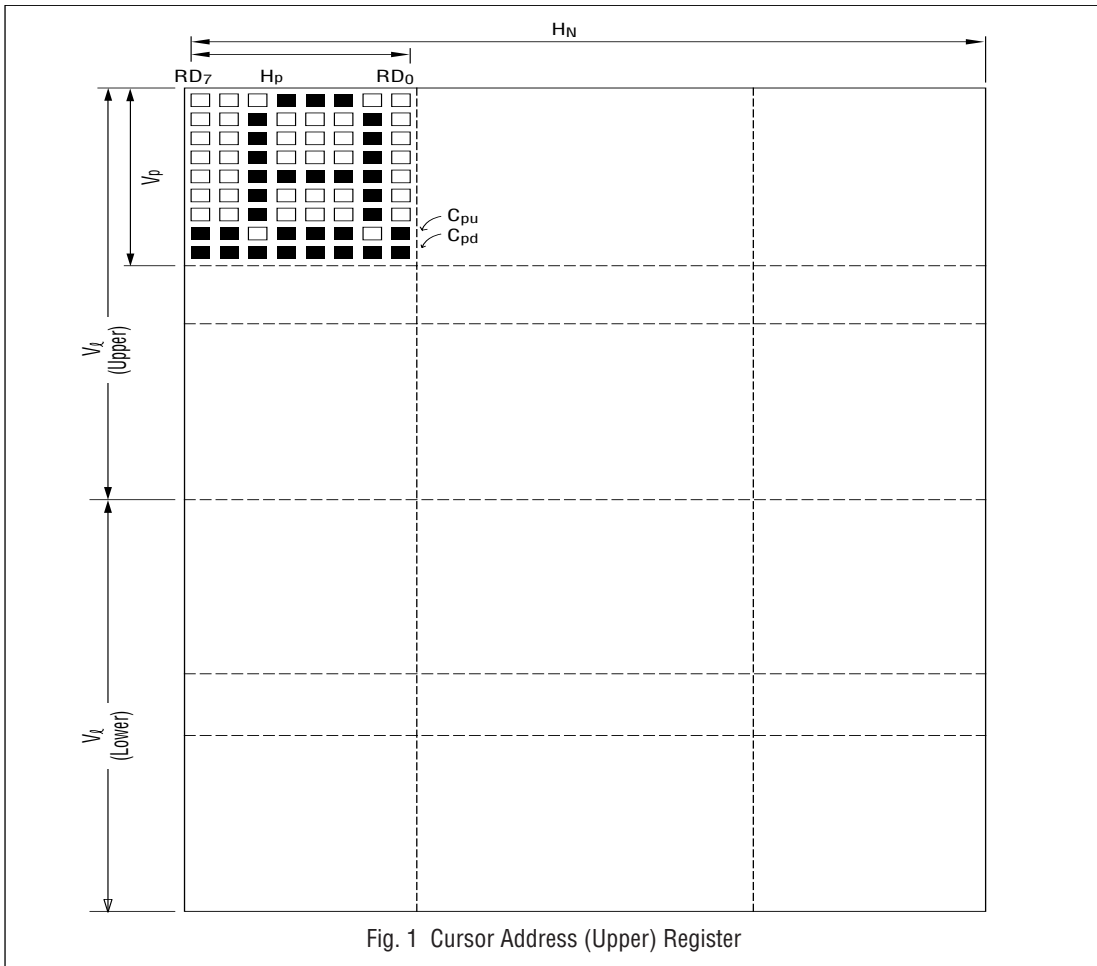 HN
RD7 Hp RD0
Vp
Cpu
Cpd
Vℓ
(Upper)
Vℓ
(Lower)
Fig. 1 Cursor Address (Upper) Register